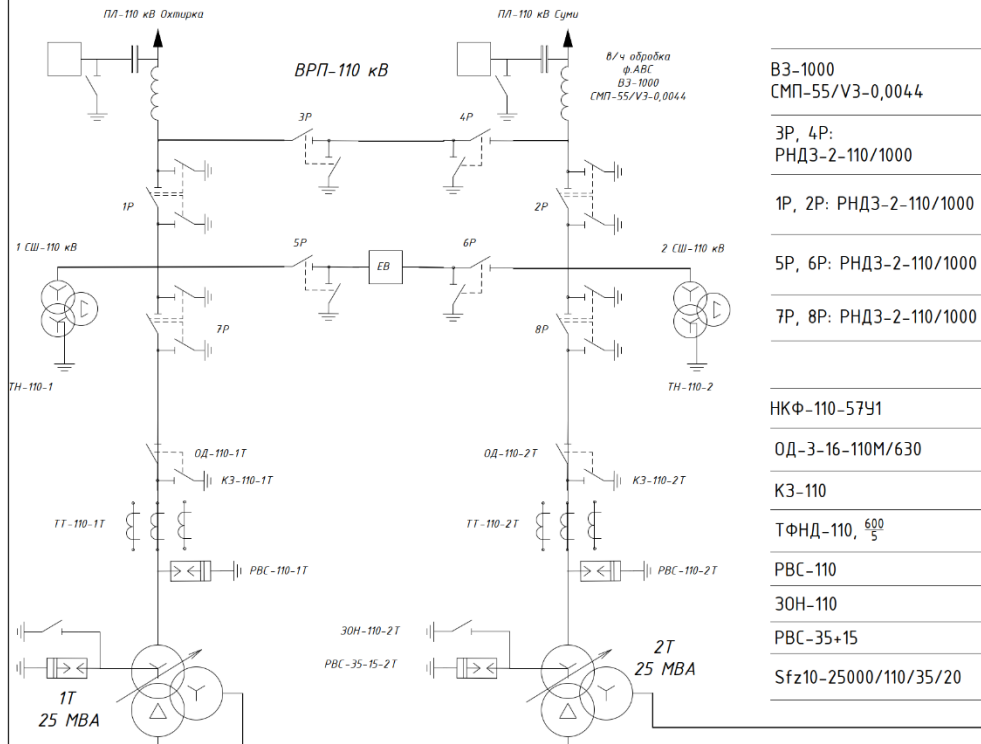 ПЛ-110 кВ Охтирка
ПЛ-110 кВ Суми
ВРП-110 кВ
в/ч обробка
ф.АВС
ВЗ-1000
СМП-55/УЗ-0,0044
3Р
4Р
1Р
2Р
1 СШ-110 кВ
5Р
ЕВ
6Р
2 СШ-110 кВ
7Р
8Р
ТН-110-1
ТН-110-2
ОД-110-1Т
КЗ-110-1Т
ОД-110-2Т
КЗ-110-2Т
ТТ-110-1Т
ТТ-110-2Т
РВС-110-1Т
РВС-110-2Т
ЗОН-110-2Т
РВС-35-15-2Т
1Т
25 МВА
2Т
25 МВА
ВЗ-1000
СМП-55/УЗ-0,0044
3Р, 4Р:
РНДЗ-2-110/1000
1Р, 2Р: РНДЗ-2-110/1000
5Р, 6Р: РНДЗ-2-110/1000
7Р, 8Р: РНДЗ-2-110/1000
НКФ-110-57У1
ОД-3-16-110М/630
КЗ-110
ТФНД-110, 600/5
РВС-110
ЗОН-110
РВС-35+15
Sfz10-25000/110/35/20